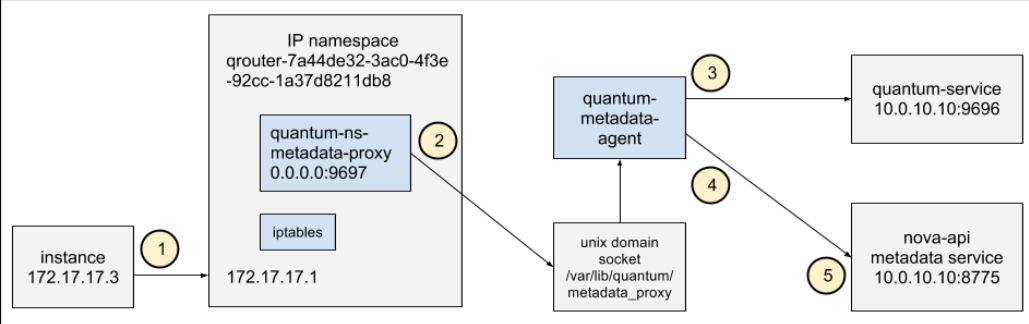 IP namespace
qrouter-7a44de32-3ac0-4f3e
-92cc-1a37d8211db8
quantum-ns-
metadata-proxy
0.0.0.0:9697
iptables
172.17.17.1
instance
172.17.17.3
1
2
quantum-
metadata-
agent
unix domain
socket
/var/lib/quantum/
metadata_proxy
3
4
5
quantum-service
10.0.10.10:9696
nova-api
metadata service
10.0.10.10:8775